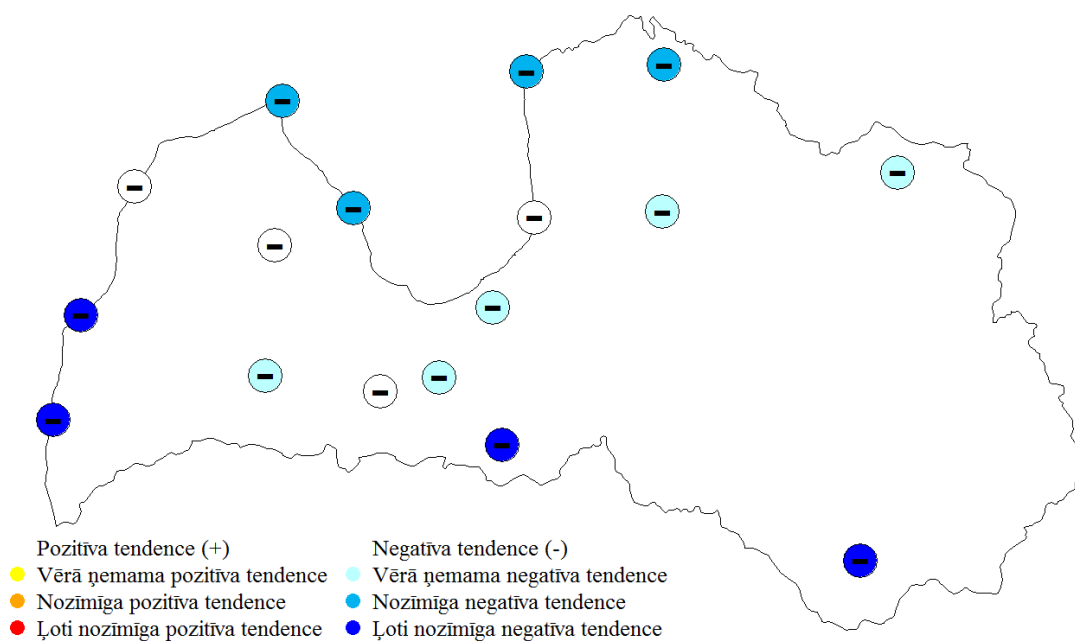 Pozitīva tendence (+)
Vērā ņemama pozitīva tendence
Nozīmīga pozitīva tendence
Ļoti nozīmīga pozitīva tendence
Negatīva tendence (-)
Vērā ņemama negatīva tendence
Nozīmīga negatīva tendence
Ļoti nozīmīga negatīva tendence